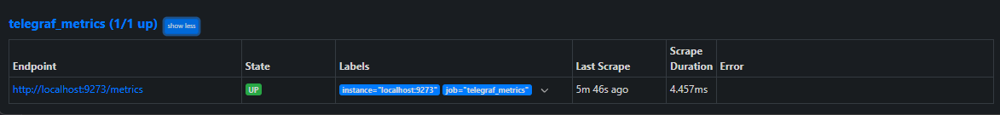 telegraf_metrics (1/1 up) show less
Endpoint State Labels Last Scrape Scrape Duration Error
http://localhost:9273/metrics UP instance="localhost:9273" job="telegraf_metrics" 5m 46s ago 4.457ms